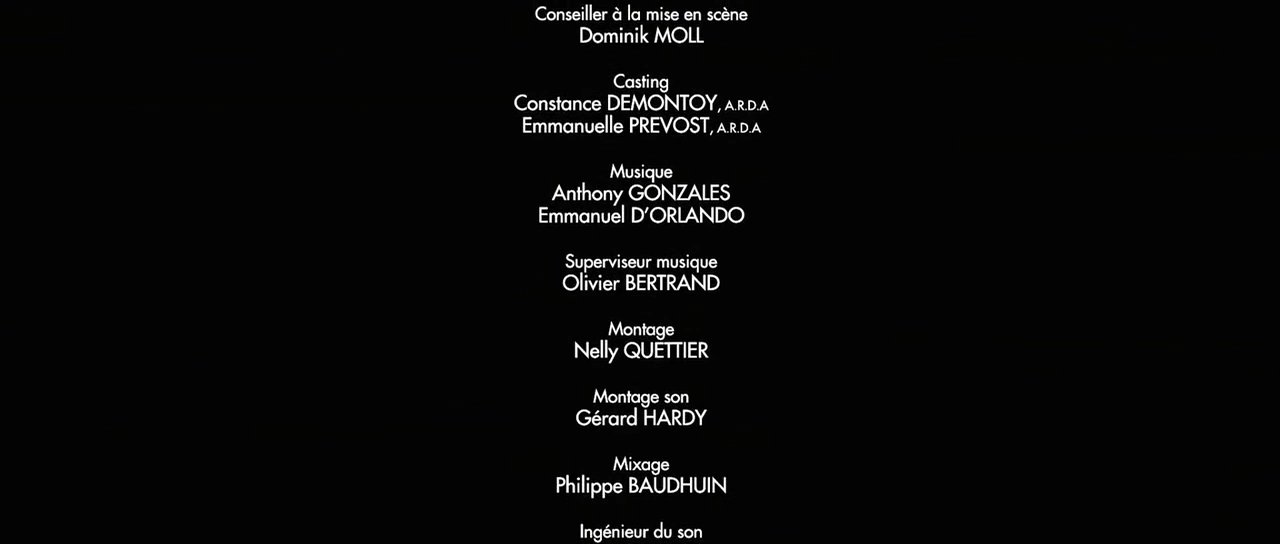 Conseiller à la mise en scène
Dominik MOLL
Casting
Constance DEMONTOY, A.R.D.A
Emmanuelle PREVOST, A.R.D.A
Musique
Anthony GONZALES
Emmanuel D'ORLANDO
Superviseur musique
Olivier BERTRAND
Montage
Nelly QUETTIER
Montage son
Gérard HARDY
Mixage
Philippe BAUDHUIN
Ingénieur du son